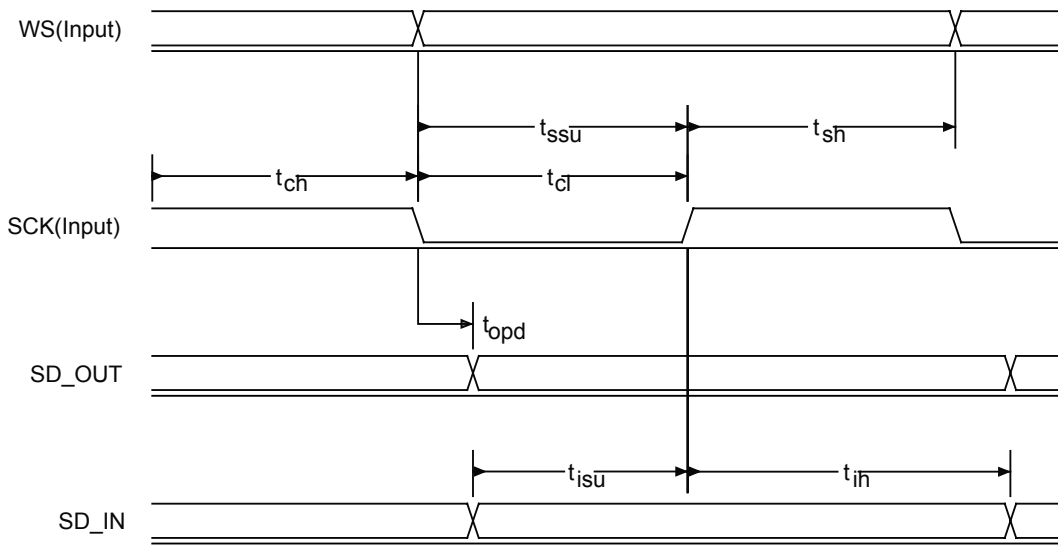 WS(Input)
tssu
tsh
tch
tcl
SCK(Input)
topd
SD_OUT
tisu
tih
SD_IN